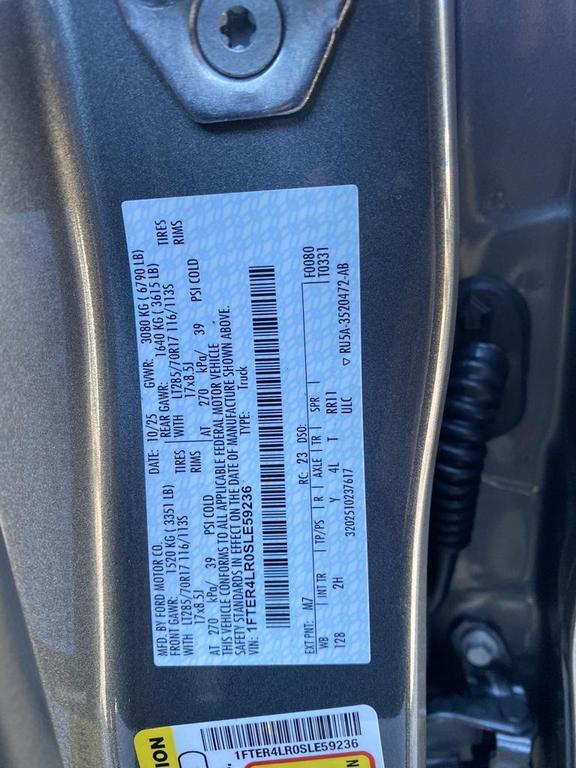 MFD. BY FORD MOTOR CO. DATE: 10/25 GVWR: 3080 KG ( 6790 LB)
FRONT GAWR: 1520 KG ( 3351 LB) REAR GAWR: 1640 KG ( 3615 LB)
WITH LT285/70R17 116/113S TIRES WITH LT285/70R17 116/113S TIRES
17x8.5J RIMS 17x8.5J RIMS
AT 270 kPa/ 39 PSI COLD AT 270 kPa/ 39 PSI COLD
THIS VEHICLE CONFORMS TO ALL APPLICABLE FEDERAL MOTOR VEHICLE
SAFETY STANDARDS IN EFFECT ON THE DATE OF MANUFACTURE SHOWN ABOVE.
VIN: 1FTER4LR0SLE59236 TYPE: Truck
F0080
T0331
EXT PNT: M7 RC: 23 DSO:
WB INT TR TP/PS R AXLE TR SPR
128 2H Y 4L T RR11
ULC
3202510237617
▽ RU5A-3520472-AB
TION
1FTER4LR0SLE59236
ON